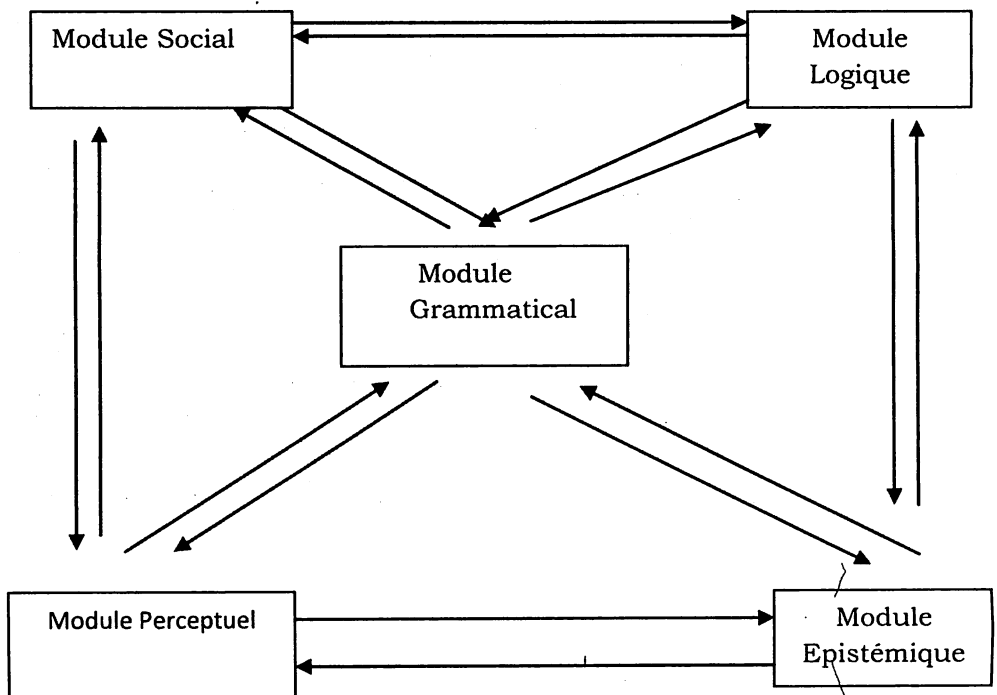 Module Social
Module
Logique
Module
Grammatical
Module Perceptuel
Module
Epistémique